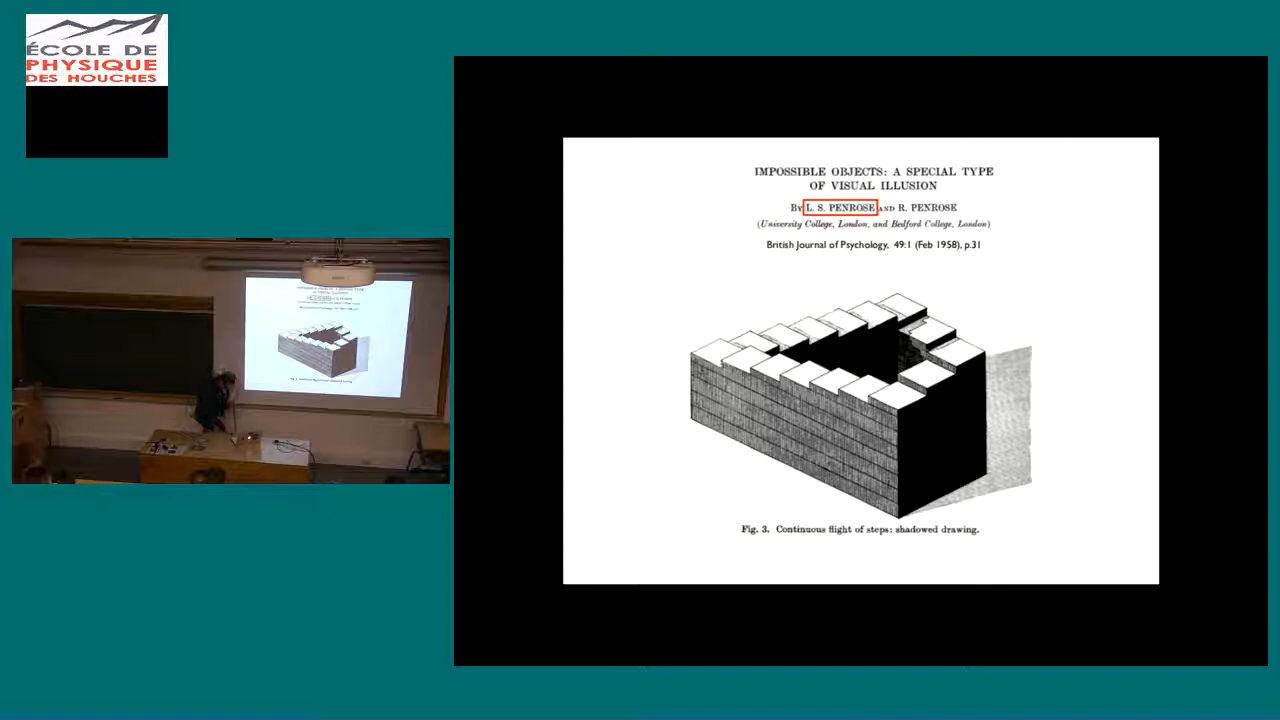 ÉCOLE DE
PHYSIQUE
DES HOUCHES
IMPOSSIBLE OBJECTS: A SPECIAL TYPE
OF VISUAL ILLUSION
By L. S. PENROSE AND R. PENROSE
(University College, London, and Bedford College, London)
British Journal of Psychology, 49:1 (Feb 1958), p.31
Fig. 3. Continuous flight of steps: shadowed drawing.